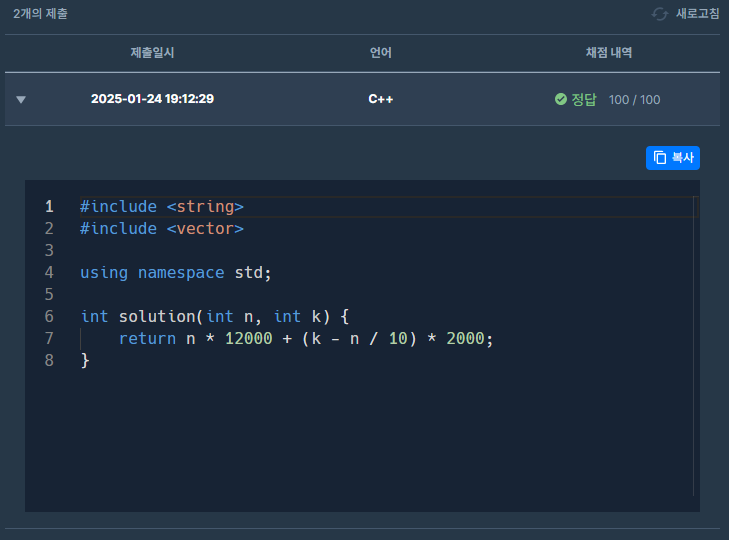 2개의 제출 새로고침
제출일시 언어 채점 내역
2025-01-24 19:12:29 C++ 정답 100 / 100
복사
1 #include <string>
2 #include <vector>
3
4 using namespace std;
5
6 int solution(int n, int k) {
7     return n * 12000 + (k - n / 10) * 2000;
8 }